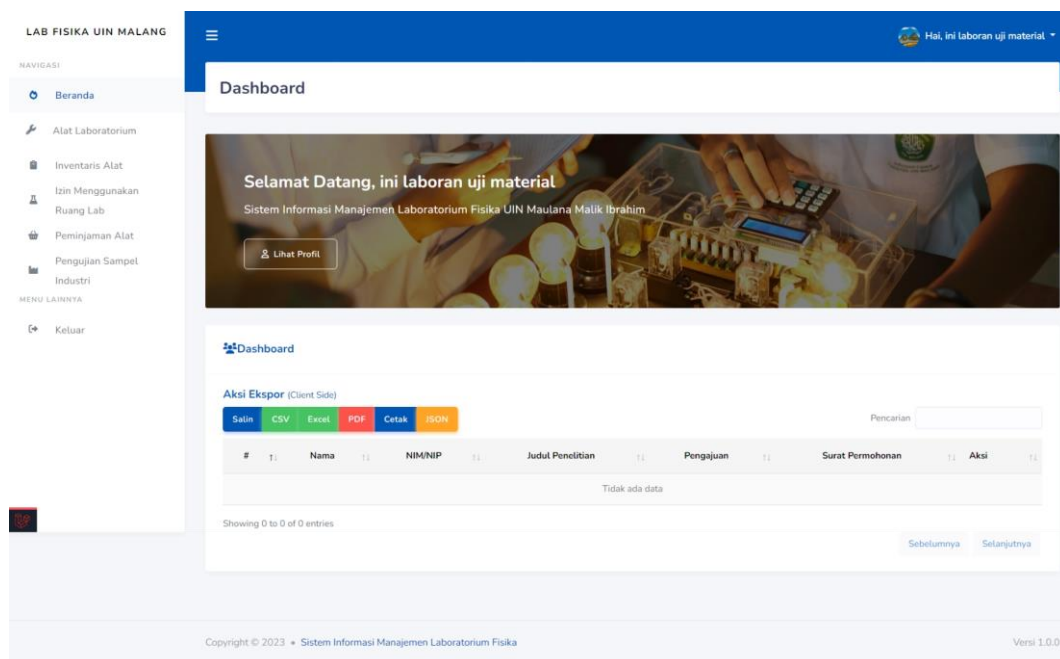 LAB FISIKA UIN MALANG
Hai, ini laboran uji material
NAVIGASI
Beranda
Alat Laboratorium
Inventaris Alat
Izin Menggunakan
Ruang Lab
Peminjaman Alat
Pengujian Sampel
Industri
MENU LAINNYA
Keluar
Dashboard
Selamat Datang, ini laboran uji material
Sistem Informasi Manajemen Laboratorium Fisika UIN Maulana Malik Ibrahim
Lihat Profil
Dashboard
Aksi Ekspor (Client Side)
Salin CSV Excel PDF Cetak JSON
Pencarian
# Nama NIM/NIP Judul Penelitian Pengajuan Surat Permohonan Aksi
Tidak ada data
Showing 0 to 0 of 0 entries
Sebelumnya Selanjutnya
Copyright © 2023 • Sistem Informasi Manajemen Laboratorium Fisika
Versi 1.0.0